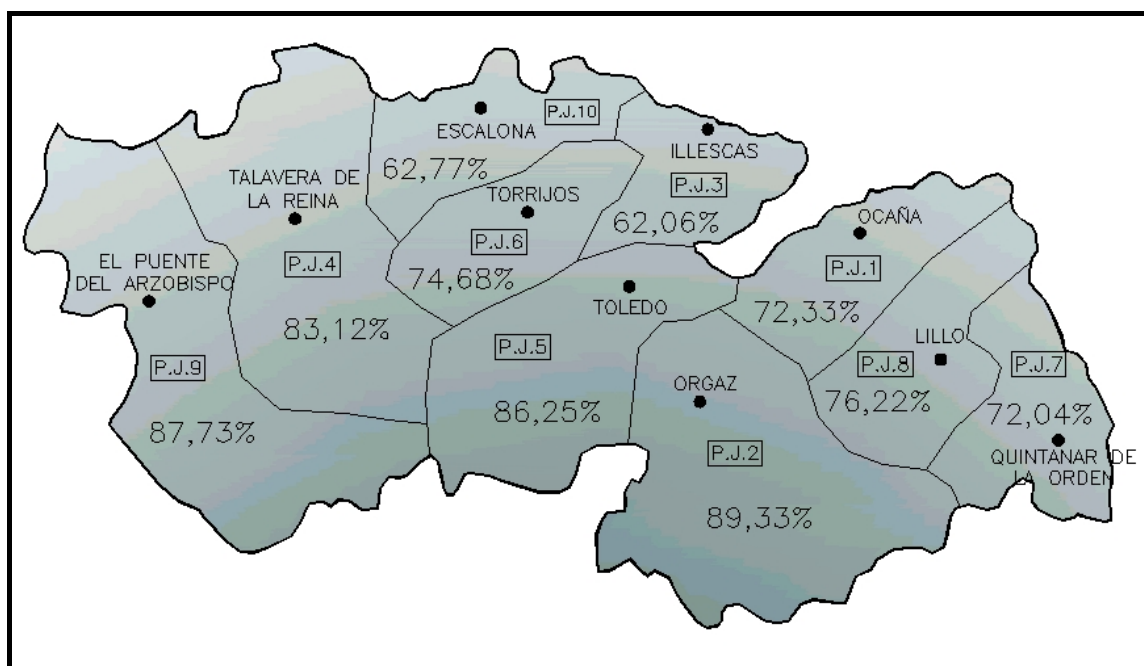 P.J.10
ESCALONA
62,77%
ILLESCAS
P.J.3
62,06%
TALAVERA DE
LA REINA
P.J.4
83,12%
TORRIJOS
P.J.6
74,68%
OCAÑA
P.J.1
72,33%
EL PUENTE
DEL ARZOBISPO
P.J.9
87,73%
TOLEDO
P.J.5
86,25%
LILLO
P.J.8
76,22%
P.J.7
72,04%
QUINTANAR DE
LA ORDEN
ORGAZ
P.J.2
89,33%